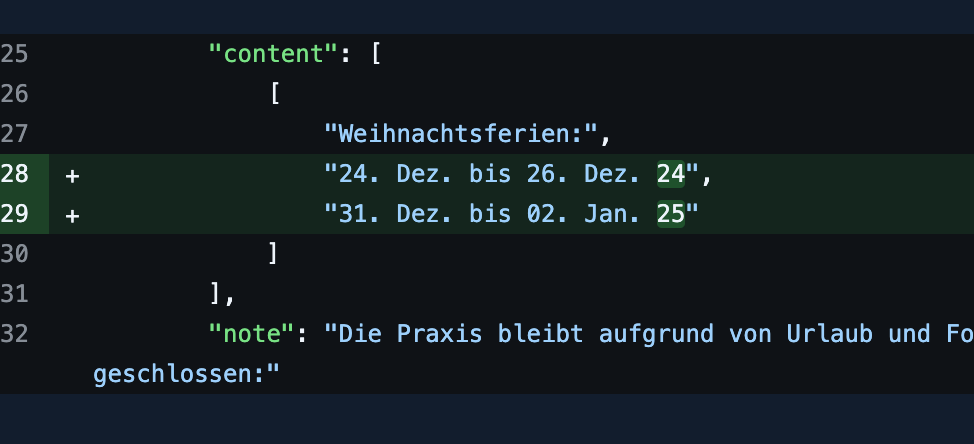 25 "content": [
26 [
27 "Weihnachtsferien:",
28 + "24. Dez. bis 26. Dez. 24",
29 + "31. Dez. bis 02. Jan. 25"
30 ]
31 ],
32 "note": "Die Praxis bleibt aufgrund von Urlaub und Fo
geschlossen:"